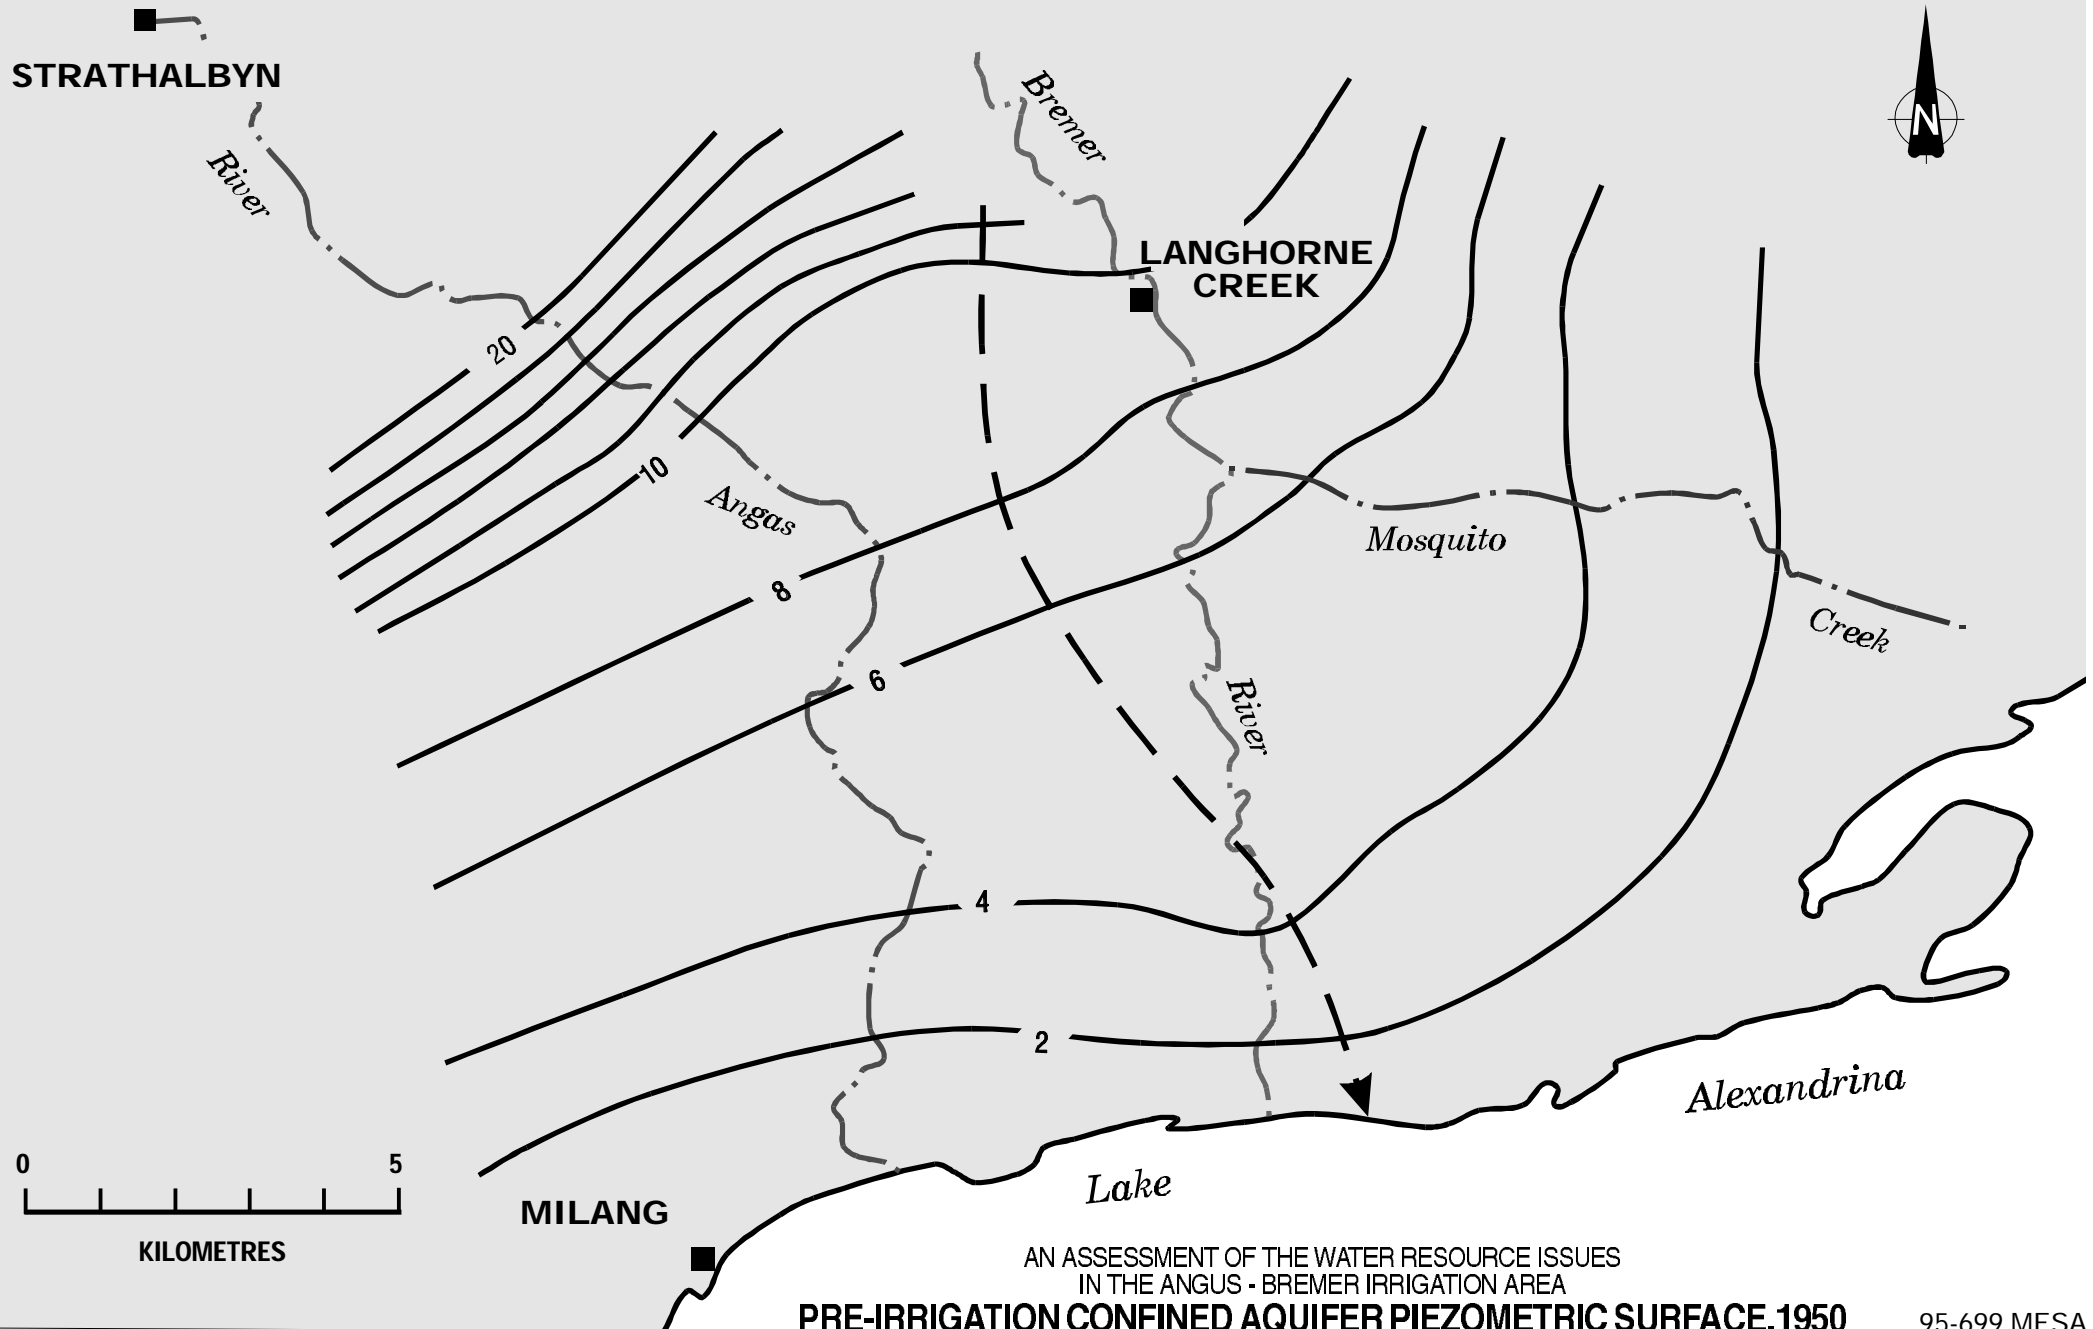 STRATHALBYN
River
Bremer
N
LANGHORNE
CREEK
20
10
Angas
Mosquito
8
Creek
6
River
4
2
Alexandrina
Lake
0 5
KILOMETRES
MILANG
AN ASSESSMENT OF THE WATER RESOURCE ISSUES
IN THE ANGUS - BREMER IRRIGATION AREA
PRE-IRRIGATION CONFINED AQUIFER PIEZOMETRIC SURFACE, 1950
95-699 MESA